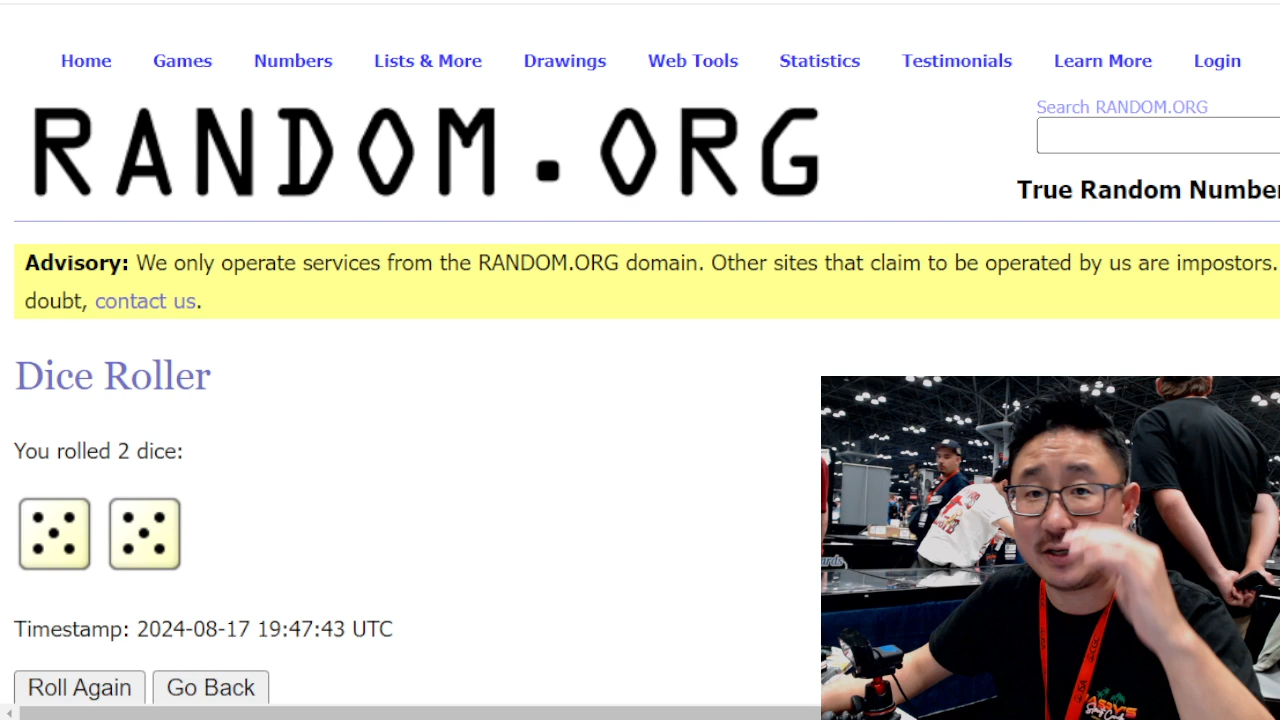 Home Games Numbers Lists & More Drawings Web Tools Statistics Testimonials Learn More Login
RANDOM.ORG
Search RANDOM.ORG
True Random Number
Advisory: We only operate services from the RANDOM.ORG domain. Other sites that claim to be operated by us are impostors.
doubt, contact us.
Dice Roller
You rolled 2 dice:
Timestamp: 2024-08-17 19:47:43 UTC
Roll Again Go Back